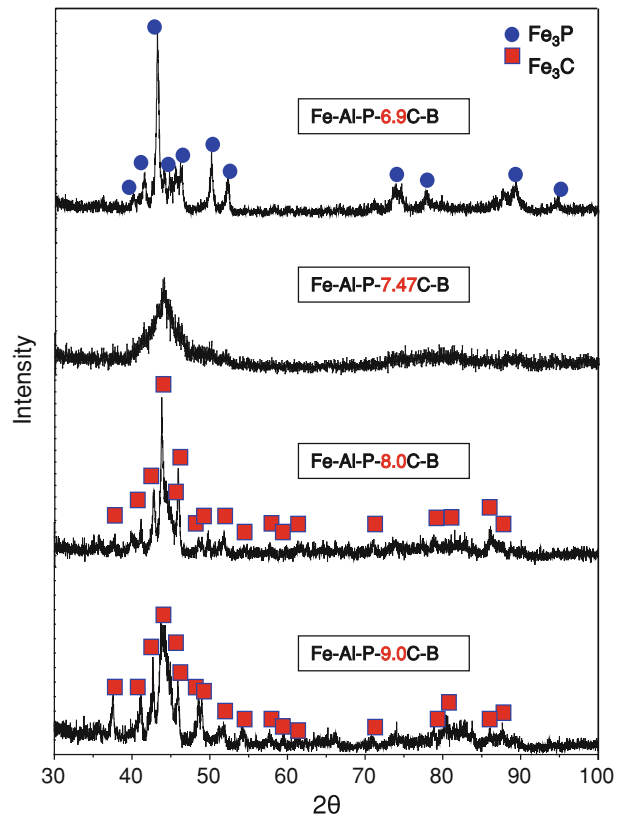 Fe₃P
Fe₃C
Fe-Al-P-6.9C-B
Fe-Al-P-7.47C-B
Intensity
Fe-Al-P-8.0C-B
Fe-Al-P-9.0C-B
30 40 50 60 70 80 90 100
2θ